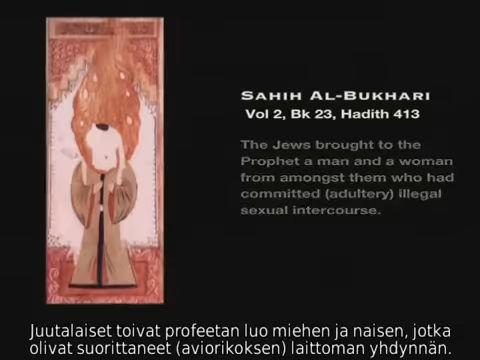 SAHIH AL-BUKHARI
Vol 2, Bk 23, Hadith 413
The Jews brought to the
Prophet a man and a woman
from amongst them who had
committed (adultery) illegal
sexual intercourse.
Juutalaiset toivat profeetan luo miehen ja naisen, jotka
olivat suorittaneet (aviorikoksen) laittoman yhdynnän.